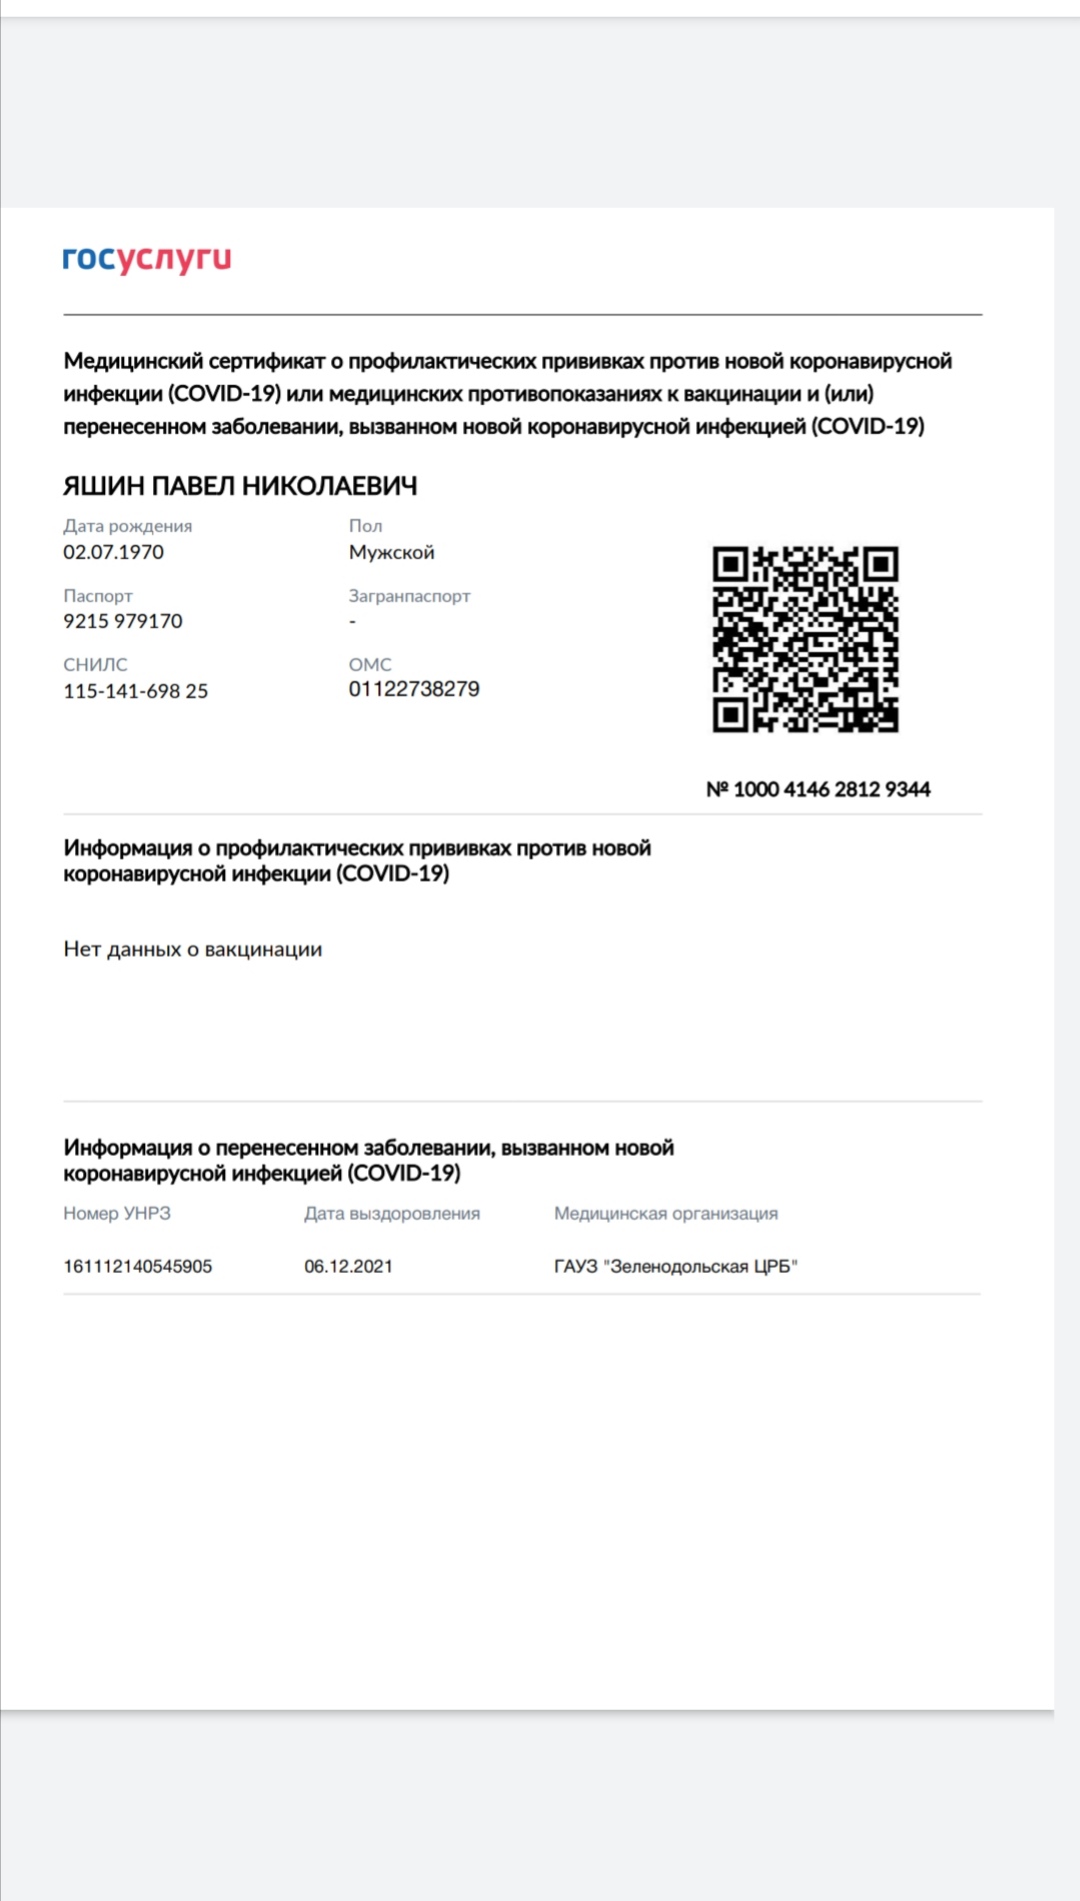 госуслуги
Медицинский сертификат о профилактических прививках против новой коронавирусной
инфекции (COVID-19) или медицинских противопоказаниях к вакцинации и (или)
перенесенном заболевании, вызванном новой коронавирусной инфекцией (COVID-19)
ЯШИН ПАВЕЛ НИКОЛАЕВИЧ
Дата рождения Пол
02.07.1970 Мужской
Паспорт Загранпаспорт
9215 979170 -
СНИЛС ОМС
115-141-698 25 01122738279
№ 1000 4146 2812 9344
Информация о профилактических прививках против новой
коронавирусной инфекции (COVID-19)
Нет данных о вакцинации
Информация о перенесенном заболевании, вызванном новой
коронавирусной инфекцией (COVID-19)
Номер УНРЗ Дата выздоровления Медицинская организация
161112140545905 06.12.2021 ГАУЗ "Зеленодольская ЦРБ"